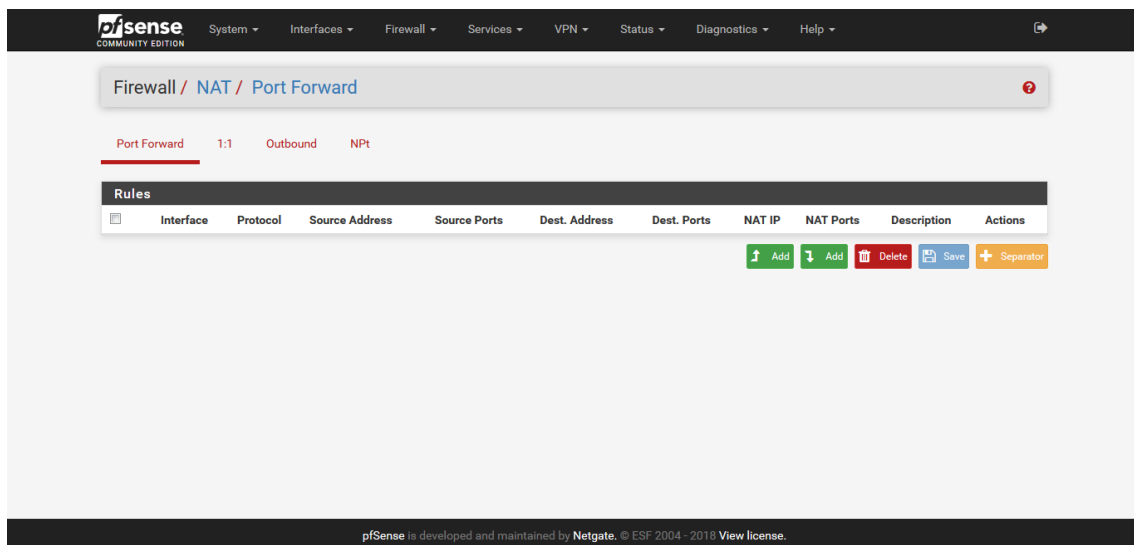 pfsense System Interfaces Firewall Services VPN Status Diagnostics Help
COMMUNITY EDITION
Firewall / NAT / Port Forward
Port Forward 1:1 Outbound NPt
Rules
Interface Protocol Source Address Source Ports Dest. Address Dest. Ports NAT IP NAT Ports Description Actions
Add Add Delete Save Separator
pfSense is developed and maintained by Netgate. © ESF 2004 - 2018 View license.